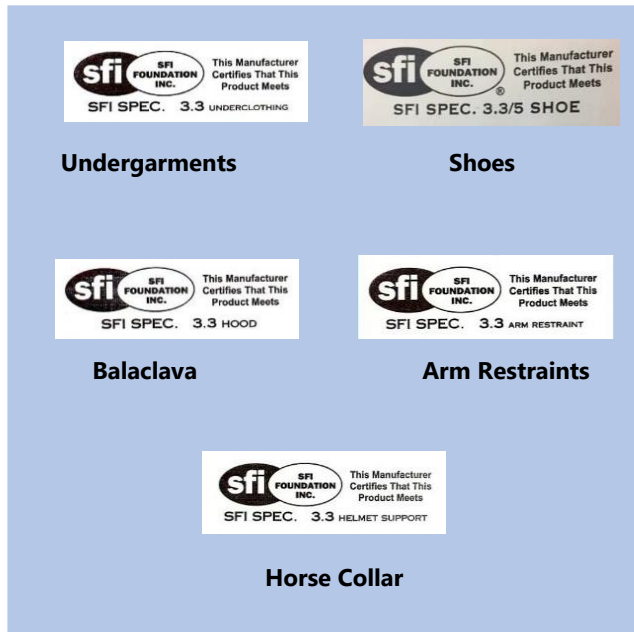 sfi SFI FOUNDATION INC. This Manufacturer Certifies That This Product Meets
SFI SPEC. 3.3 UNDERCLOTHING
Undergarments
sfi SFI FOUNDATION INC. ® This Manufacturer Certifies That This Product Meets
SFI SPEC. 3.3/5 SHOE
Shoes
sfi SFI FOUNDATION INC. This Manufacturer Certifies That This Product Meets
SFI SPEC. 3.3 HOOD
Balaclava
sfi SFI FOUNDATION INC. This Manufacturer Certifies That This Product Meets
SFI SPEC. 3.3 ARM RESTRAINT
Arm Restraints
sfi SFI FOUNDATION INC. This Manufacturer Certifies That This Product Meets
SFI SPEC. 3.3 HELMET SUPPORT
Horse Collar